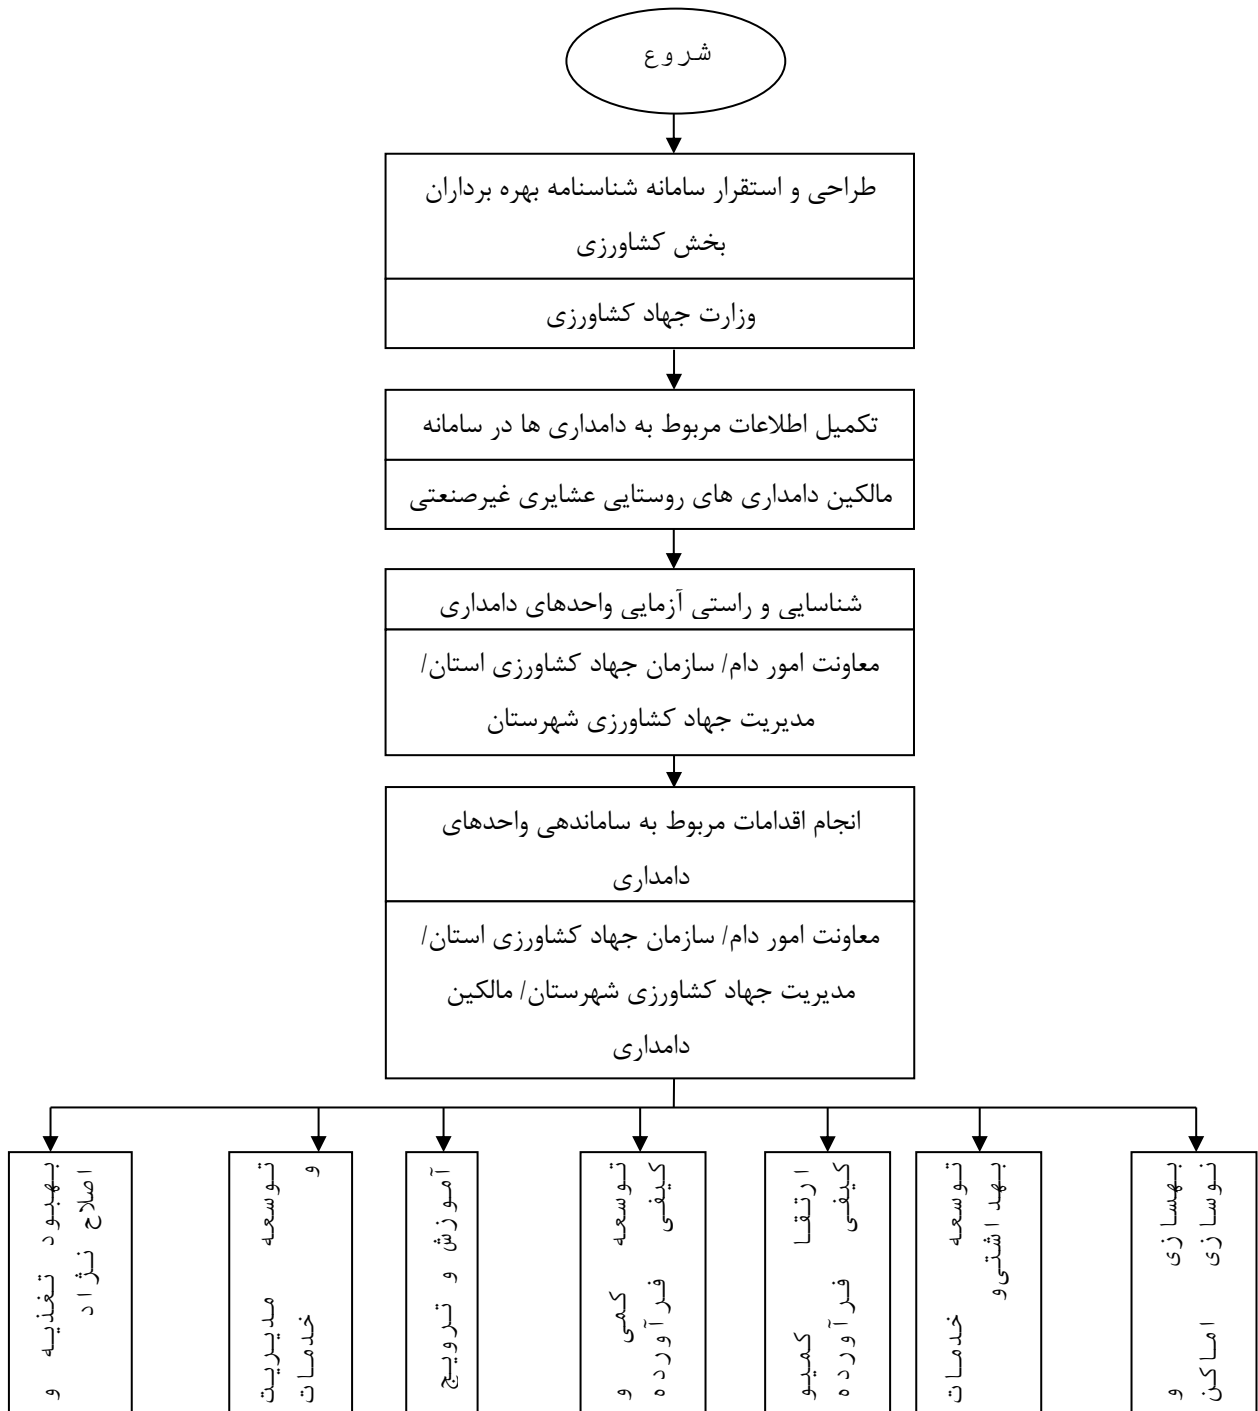 شروع
طراحی و استقرار سامانه شناسنامه بهره برداران
بخش کشاورزی
وزارت جهاد کشاورزی
تکمیل اطلاعات مربوط به دامداری ها در سامانه
مالکین دامداری های روستایی عشایری غیرصنعتی
شناسایی و راستی آزمایی واحدهای دامداری
معاونت امور دام/ سازمان جهاد کشاورزی استان/
مدیریت جهاد کشاورزی شهرستان
انجام اقدامات مربوط به ساماندهی واحدهای
دامداری
معاونت امور دام/ سازمان جهاد کشاورزی استان/
مدیریت جهاد کشاورزی شهرستان/ مالکین
دامداری
نوسازی و
بهسازی اماکن
بهداشتی‌و
توسعه خدمات
ارتقا کمیو
کیفی فرآورده
توسعه کمی و
کیفی فرآورده
آموزش و ترویج
توسعه مدیریت
و خدمات
بهبود تغذیه و
اصلاح نژاد